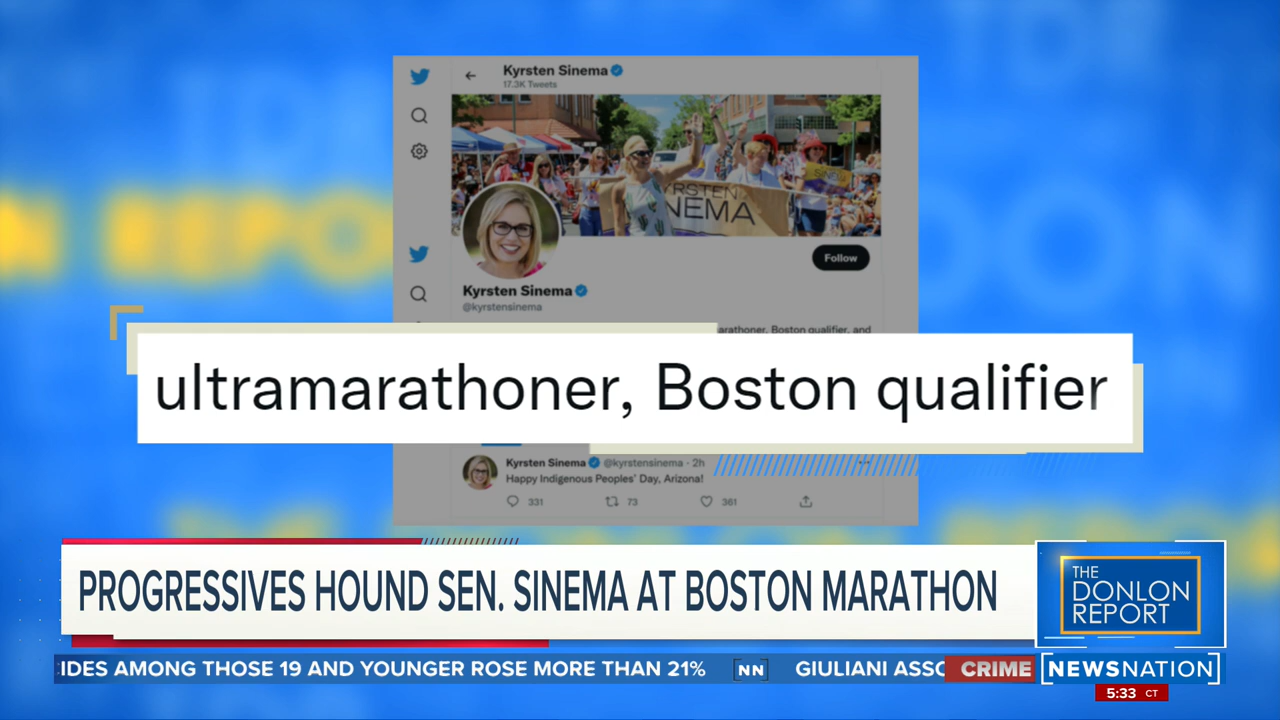 Kyrsten Sinema
17.3K Tweets
KYRSTEN
SINEMA
Follow
Kyrsten Sinema
@kyrstensinema
arathoner, Boston qualifier, and
ultramarathoner, Boston qualifier
Kyrsten Sinema @kyrstensinema · 2h
Happy Indigenous Peoples' Day, Arizona!
331 73 361
PROGRESSIVES HOUND SEN. SINEMA AT BOSTON MARATHON
THE
DONLON
REPORT
IDES AMONG THOSE 19 AND YOUNGER ROSE MORE THAN 21% NN GIULIANI ASSO CRIME NEWSNATION
5:33 CT